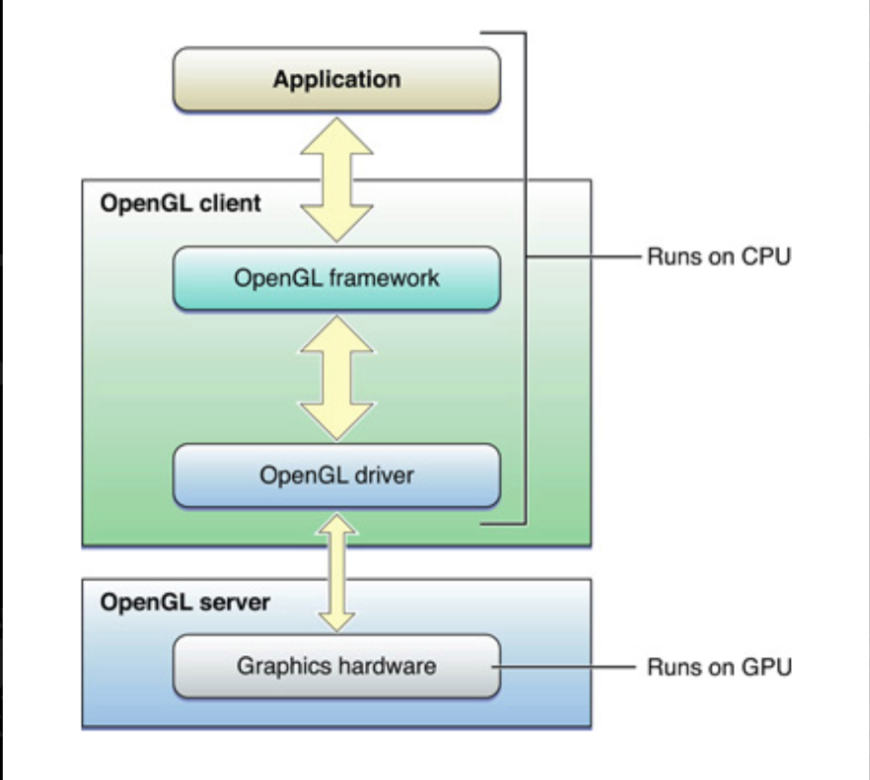 Application
OpenGL client
OpenGL framework
Runs on CPU
OpenGL driver
OpenGL server
Graphics hardware
Runs on GPU